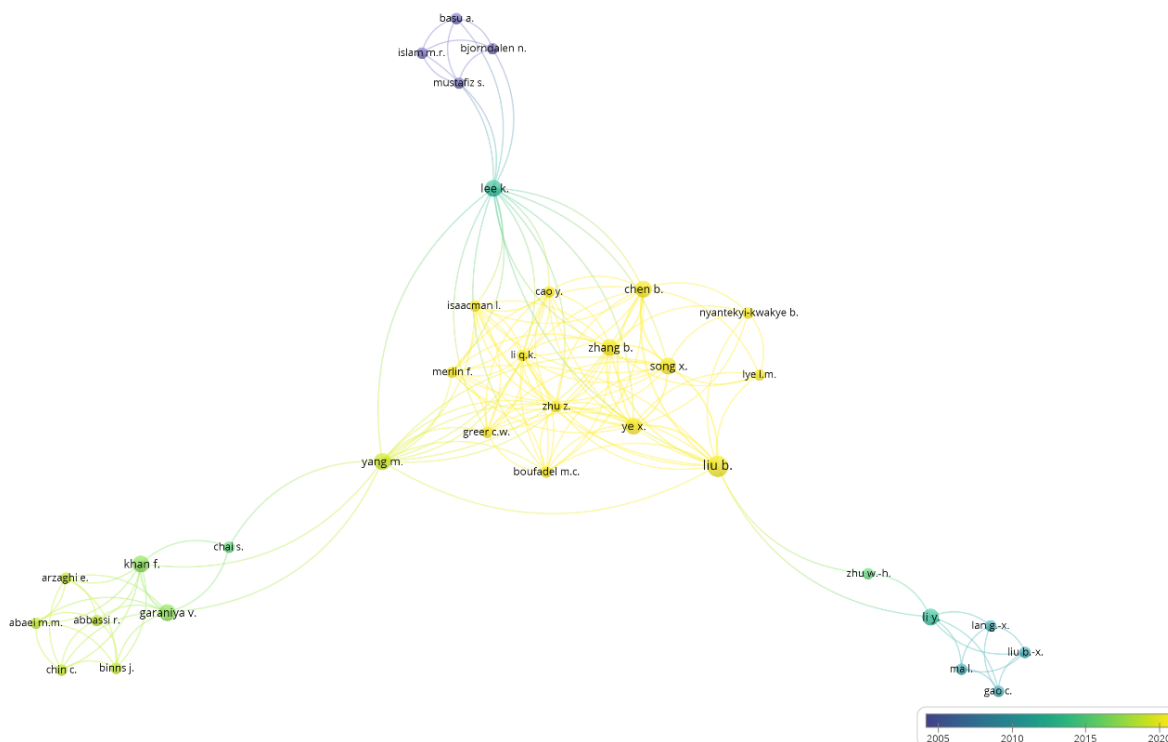 basu a.
bjorndalen n.
islam m.r.
mustafiz s.
lee k.
cao y.
chen b.
isaacman l.
nyantekyi-kwakye b.
zhang b.
li q.k.
song x.
merlin f.
lye l.m.
zhu z.
ye x.
greer c.w.
yang m.
liu b.
boufadel m.c.
chai s.
khan f.
zhu w.-h.
arzaghi e.
garaniya v.
li y.
abaei m.m.
abbassi r.
lan g.-x.
liu b.-x.
chin c.
binns j.
ma l.
gao c.
2005 2010 2015 2020